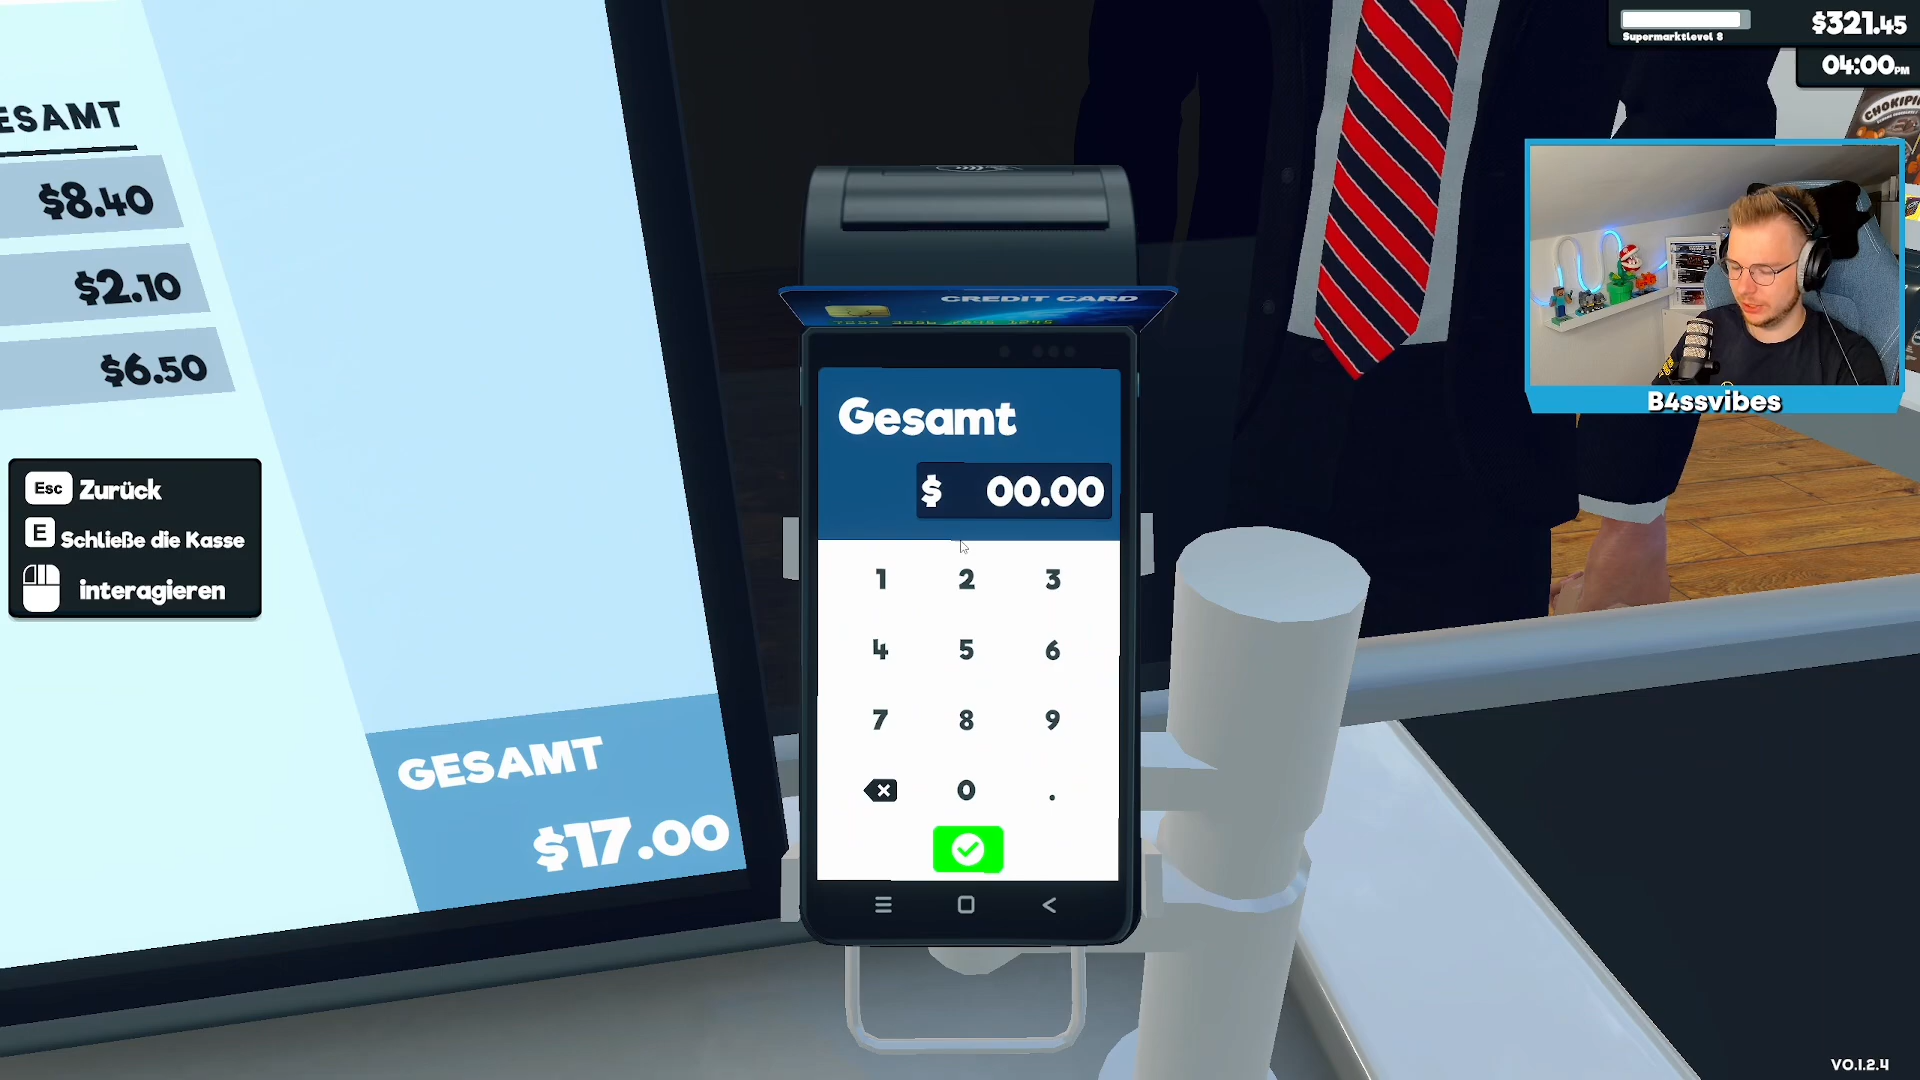 $321.45
Supermarktlevel 8
04:00PM
ESAMT
$8.40
$2.10
$6.50
CHOKIPI
CREDIT CARD
B4ssvibes
Gesamt
$ 00.00
Esc Zurück
E Schließe die Kasse
interagieren
1 2 3
4 5 6
7 8 9
0 .
GESAMT
$17.00
V0.1.2.4